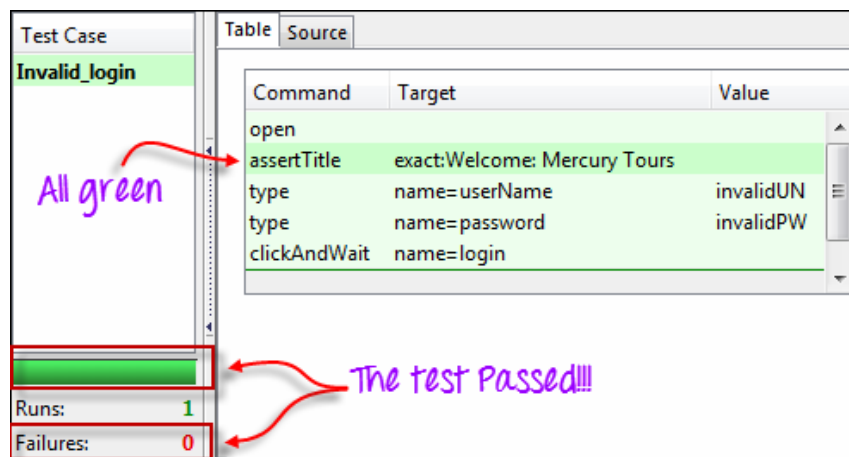 Test Case
Invalid_login
Table Source
Command Target Value
open
assertTitle exact:Welcome: Mercury Tours
type name=userName invalidUN
type name=password invalidPW
clickAndWait name=login
All green
The test Passed!!!
Runs: 1
Failures: 0